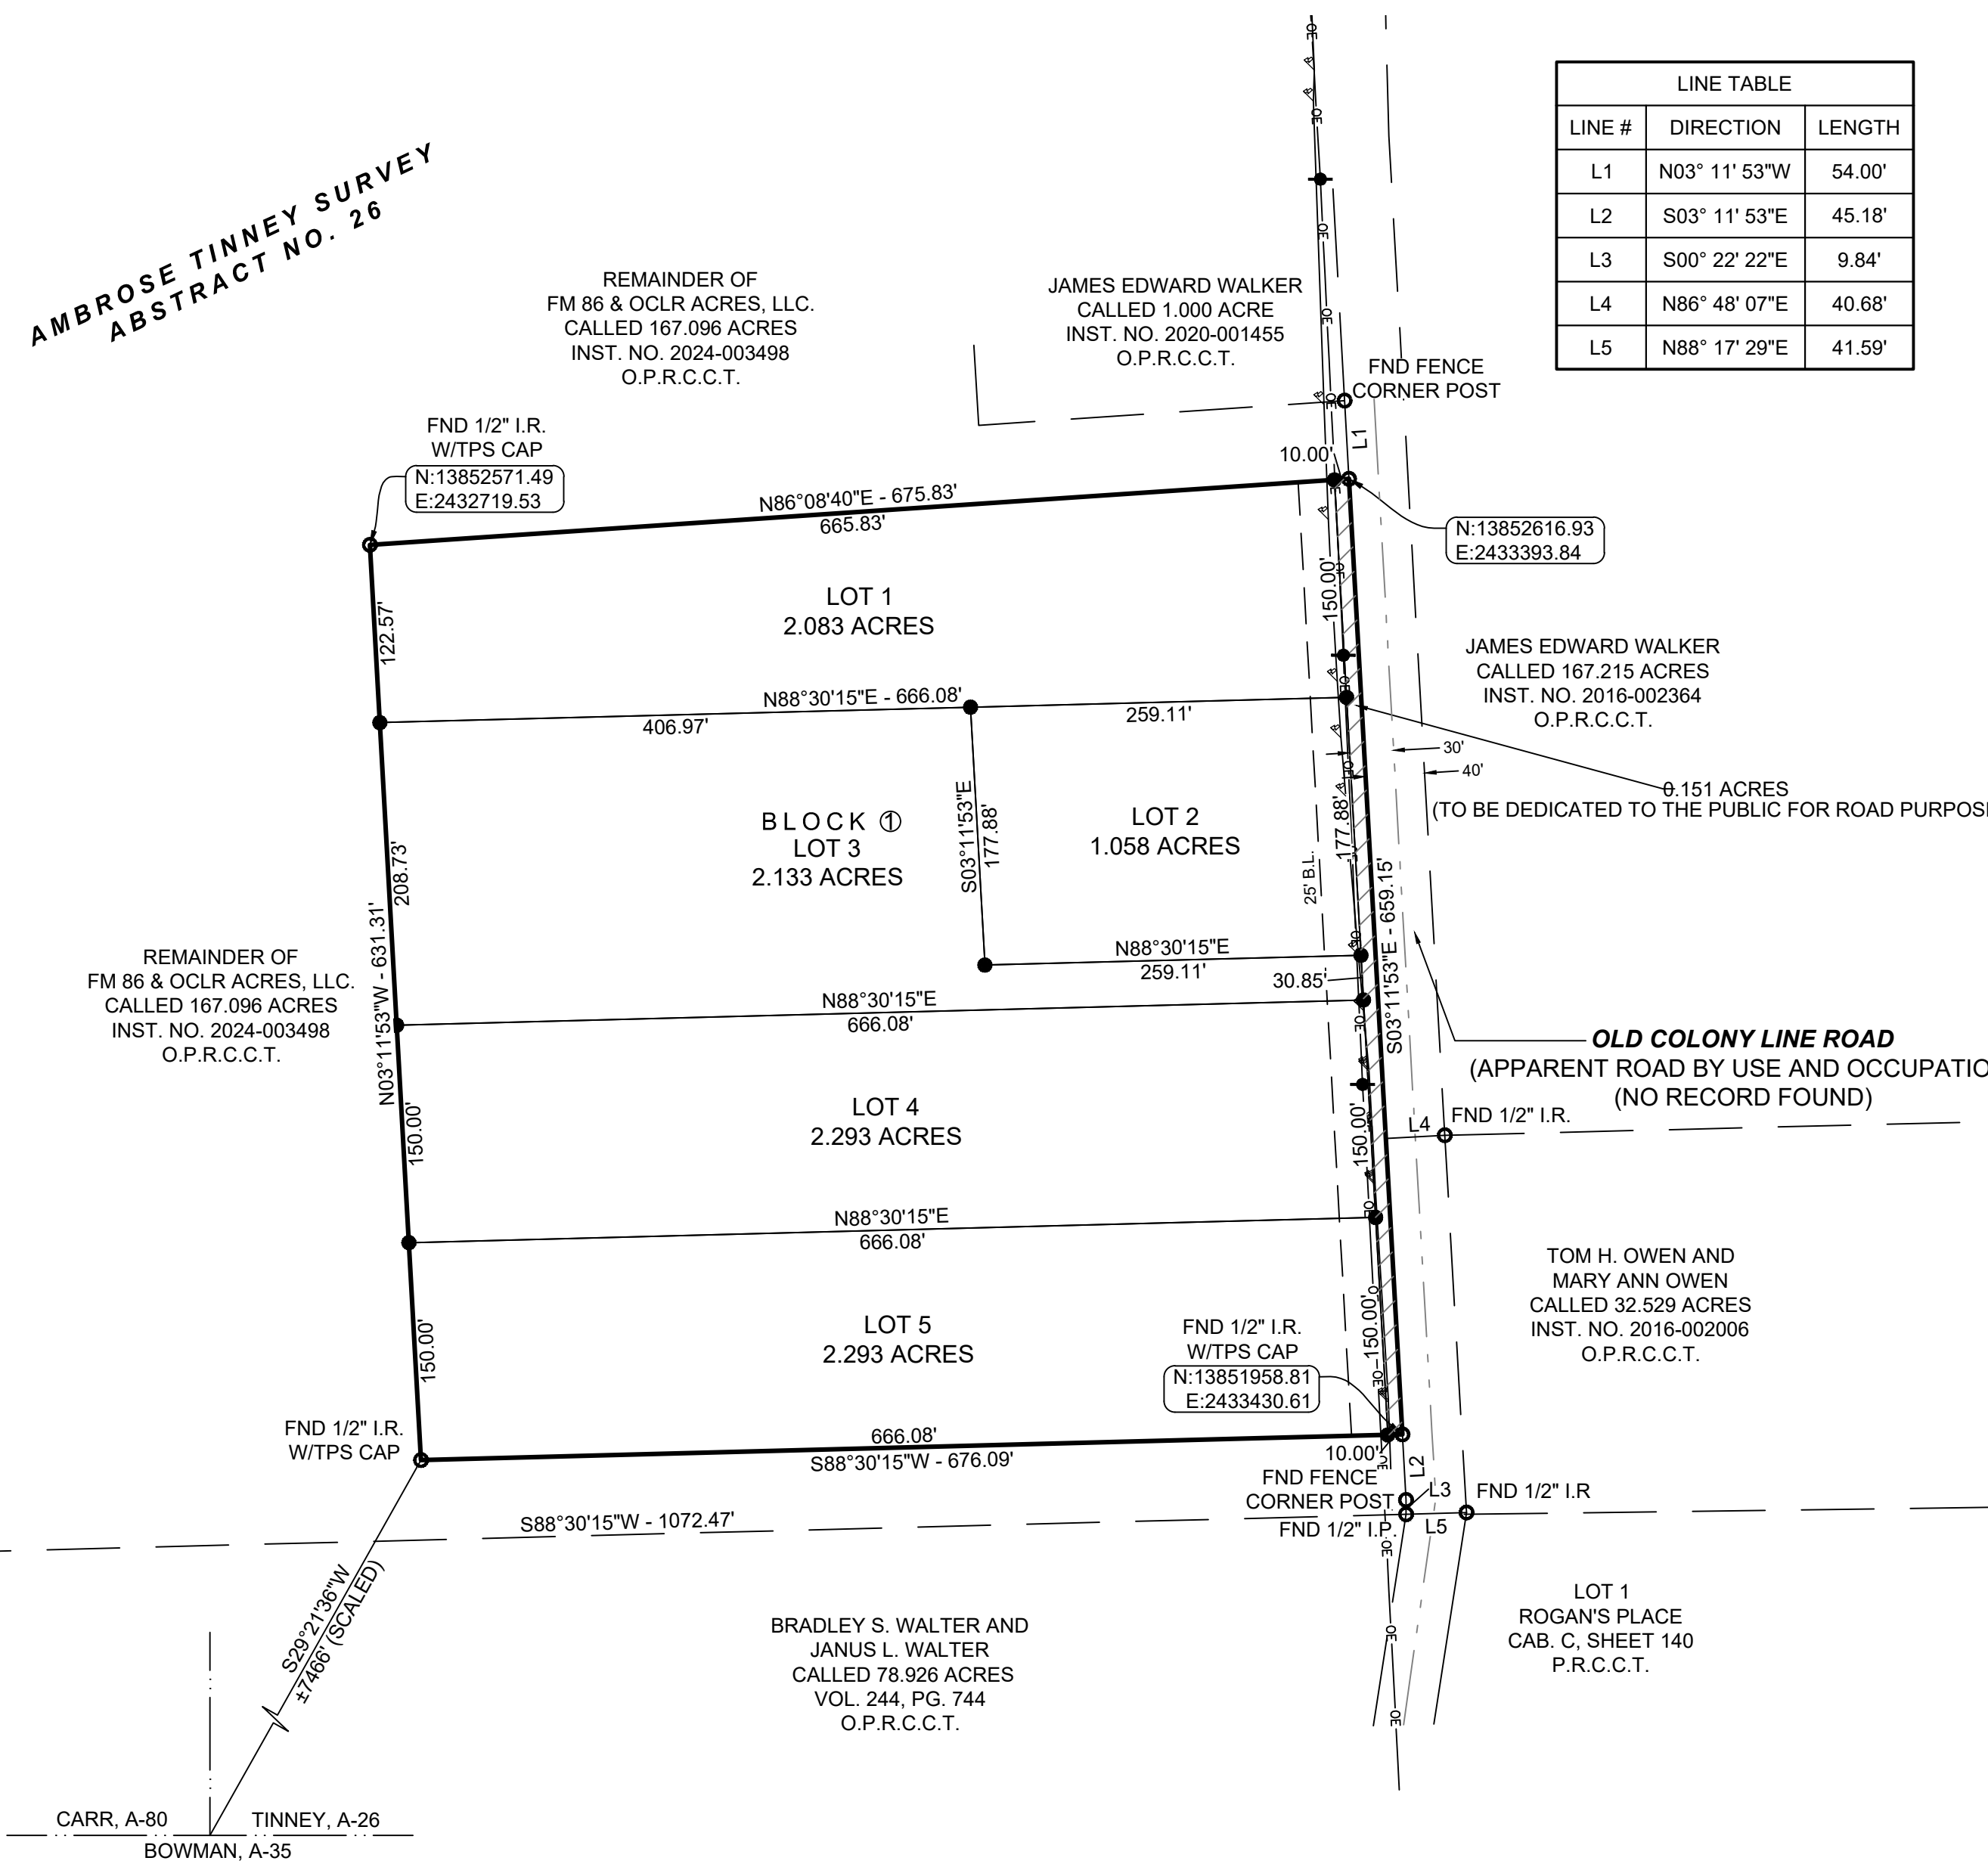 AMBROSE TINNEY SURVEY
ABSTRACT NO. 26
LINE TABLE
LINE # DIRECTION LENGTH
L1 N03° 11' 53"W 54.00'
L2 S03° 11' 53"E 45.18'
L3 S00° 22' 22"E 9.84'
L4 N86° 48' 07"E 40.68'
L5 N88° 17' 29"E 41.59'
REMAINDER OF
FM 86 & OCLR ACRES, LLC.
CALLED 167.096 ACRES
INST. NO. 2024-003498
O.P.R.C.C.T.
JAMES EDWARD WALKER
CALLED 1.000 ACRE
INST. NO. 2020-001455
O.P.R.C.C.T.
FND FENCE
CORNER POST
L1
10.00'
FND 1/2" I.R.
W/TPS CAP
N:13852571.49
E:2432719.53
N86°08'40"E - 675.83'
665.83'
N:13852616.93
E:2433393.84
LOT 1
2.083 ACRES
122.57'
150.00'
N88°30'15"E - 666.08'
406.97'
259.11'
JAMES EDWARD WALKER
CALLED 167.215 ACRES
INST. NO. 2016-002364
O.P.R.C.C.T.
30'
40'
0.151 ACRES
(TO BE DEDICATED TO THE PUBLIC FOR ROAD PURPOS
BLOCK ①
LOT 3
2.133 ACRES
S03°11'53"E
177.88'
LOT 2
1.058 ACRES
177.88'
25' B.L.
208.73'
N03°11'53"W - 631.31'
S03°11'53"E - 659.15'
N88°30'15"E
259.11'
30.85'
REMAINDER OF
FM 86 & OCLR ACRES, LLC.
CALLED 167.096 ACRES
INST. NO. 2024-003498
O.P.R.C.C.T.
N88°30'15"E
666.08'
OLD COLONY LINE ROAD
(APPARENT ROAD BY USE AND OCCUPATIO
(NO RECORD FOUND)
LOT 4
2.293 ACRES
150.00'
150.00'
L4
FND 1/2" I.R.
N88°30'15"E
666.08'
TOM H. OWEN AND
MARY ANN OWEN
CALLED 32.529 ACRES
INST. NO. 2016-002006
O.P.R.C.C.T.
LOT 5
2.293 ACRES
150.00'
150.00'
FND 1/2" I.R.
W/TPS CAP
N:13851958.81
E:2433430.61
FND 1/2" I.R.
W/TPS CAP
666.08'
S88°30'15"W - 676.09'
10.00'
L2
FND FENCE
CORNER POST
L3
FND 1/2" I.R
FND 1/2" I.P.
L5
S88°30'15"W - 1072.47'
S29°21'36"W
±7466' (SCALED)
BRADLEY S. WALTER AND
JANUS L. WALTER
CALLED 78.926 ACRES
VOL. 244, PG. 744
O.P.R.C.C.T.
LOT 1
ROGAN'S PLACE
CAB. C, SHEET 140
P.R.C.C.T.
CARR, A-80
TINNEY, A-26
BOWMAN, A-35
OE
OE
OE
OE
OE
OE
OE